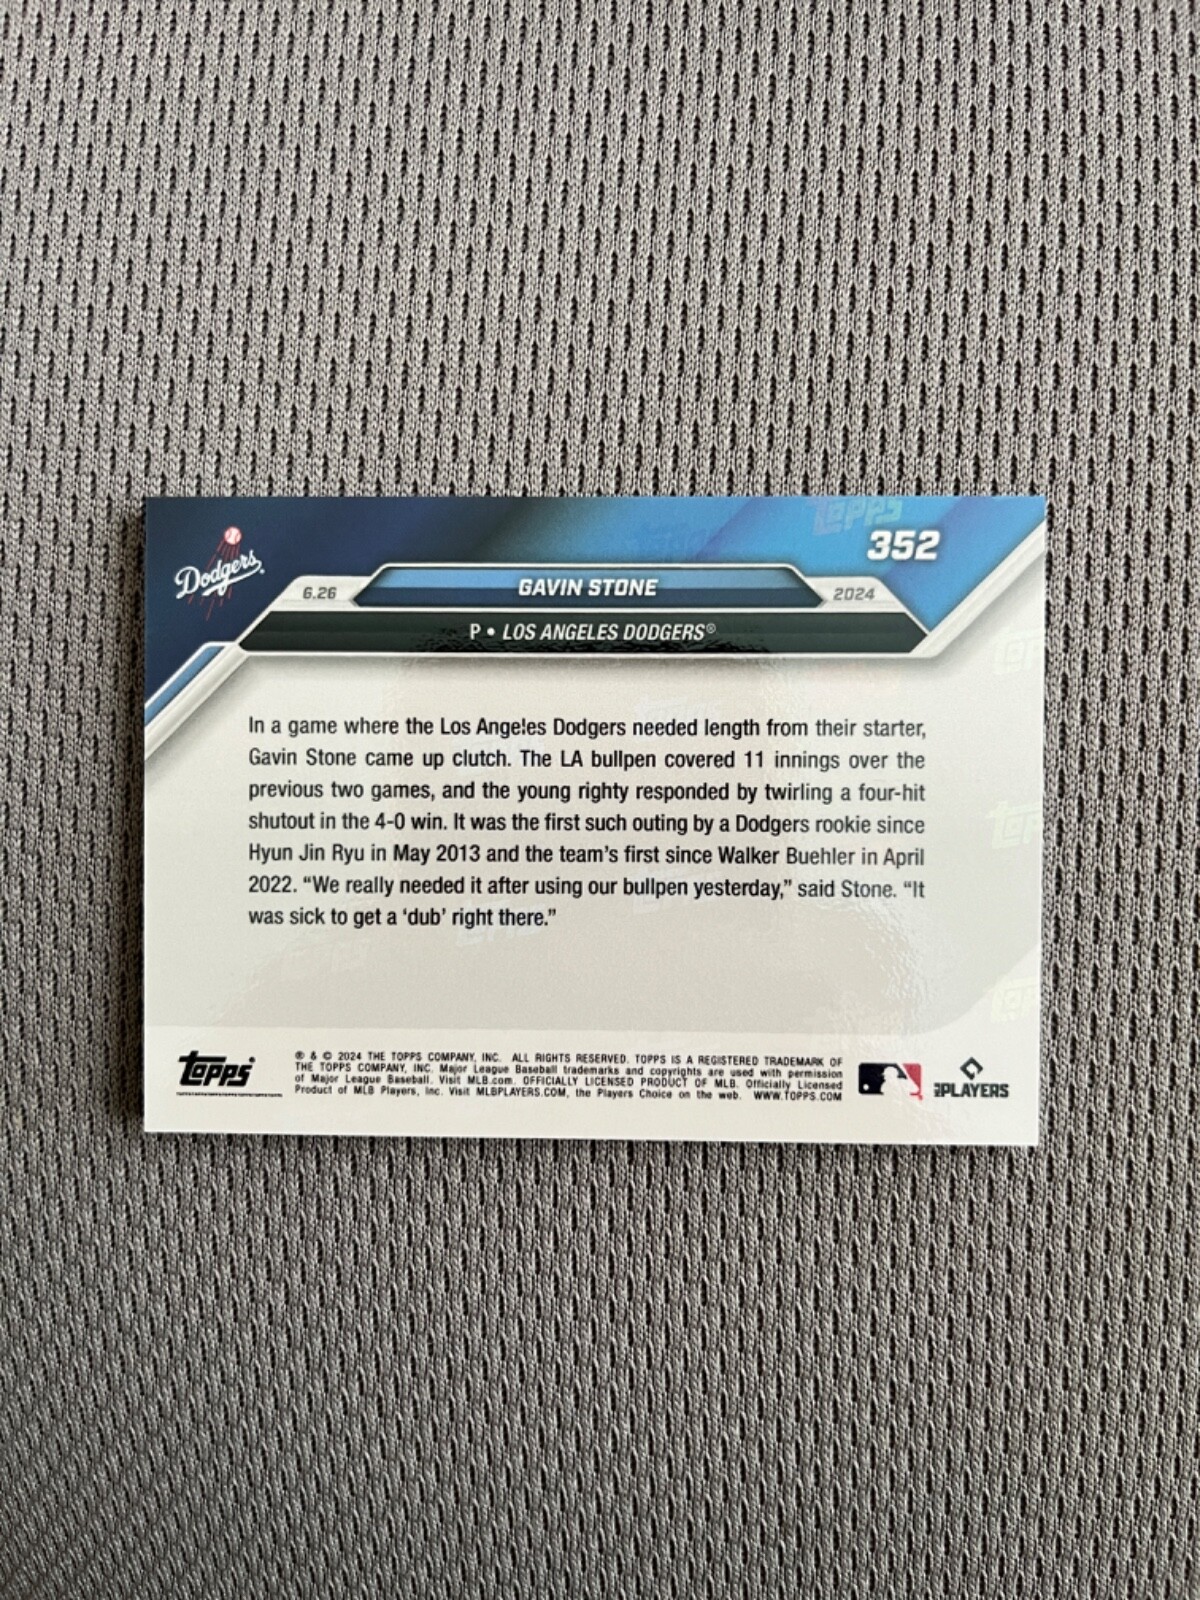 Dodgers
TOPPS
352
6.26
GAVIN STONE
2024
P • LOS ANGELES DODGERS®
In a game where the Los Angeles Dodgers needed length from their starter,
Gavin Stone came up clutch. The LA bullpen covered 11 innings over the
previous two games, and the young righty responded by twirling a four-hit
shutout in the 4-0 win. It was the first such outing by a Dodgers rookie since
Hyun Jin Ryu in May 2013 and the team's first since Walker Buehler in April
2022. “We really needed it after using our bullpen yesterday,” said Stone. “It
was sick to get a ‘dub’ right there.”
TOPPS
® & © 2024 THE TOPPS COMPANY, INC. ALL RIGHTS RESERVED. TOPPS IS A REGISTERED TRADEMARK OF
THE TOPPS COMPANY, INC. Major League Baseball trademarks and copyrights are used with permission
of Major League Baseball. Visit MLB.com. OFFICIALLY LICENSED PRODUCT OF MLB. Officially Licensed
Product of MLB Players, Inc. Visit MLBPLAYERS.COM, the Players Choice on the web. WWW.TOPPS.COM
PLAYERS